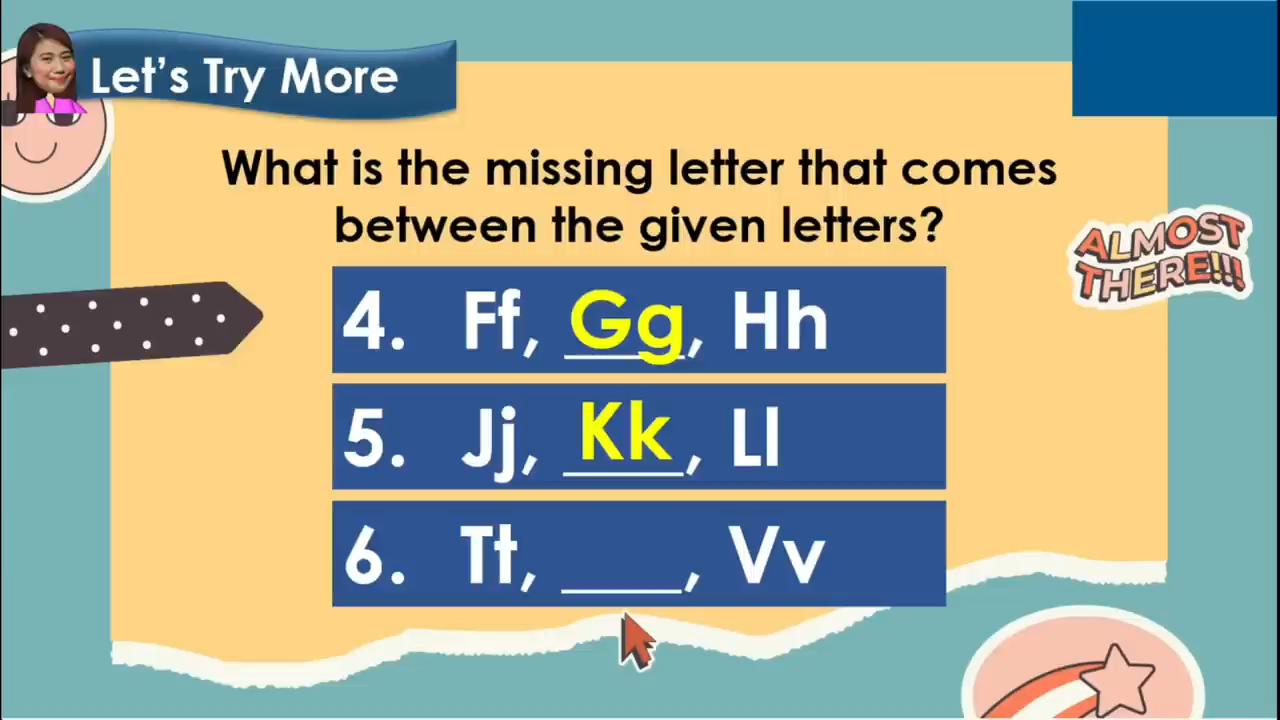 Let's Try More
What is the missing letter that comes
between the given letters?
ALMOST
THERE!!!
4. Ff, Gg, Hh
5. Jj, Kk, Ll
6. Tt, ____, Vv